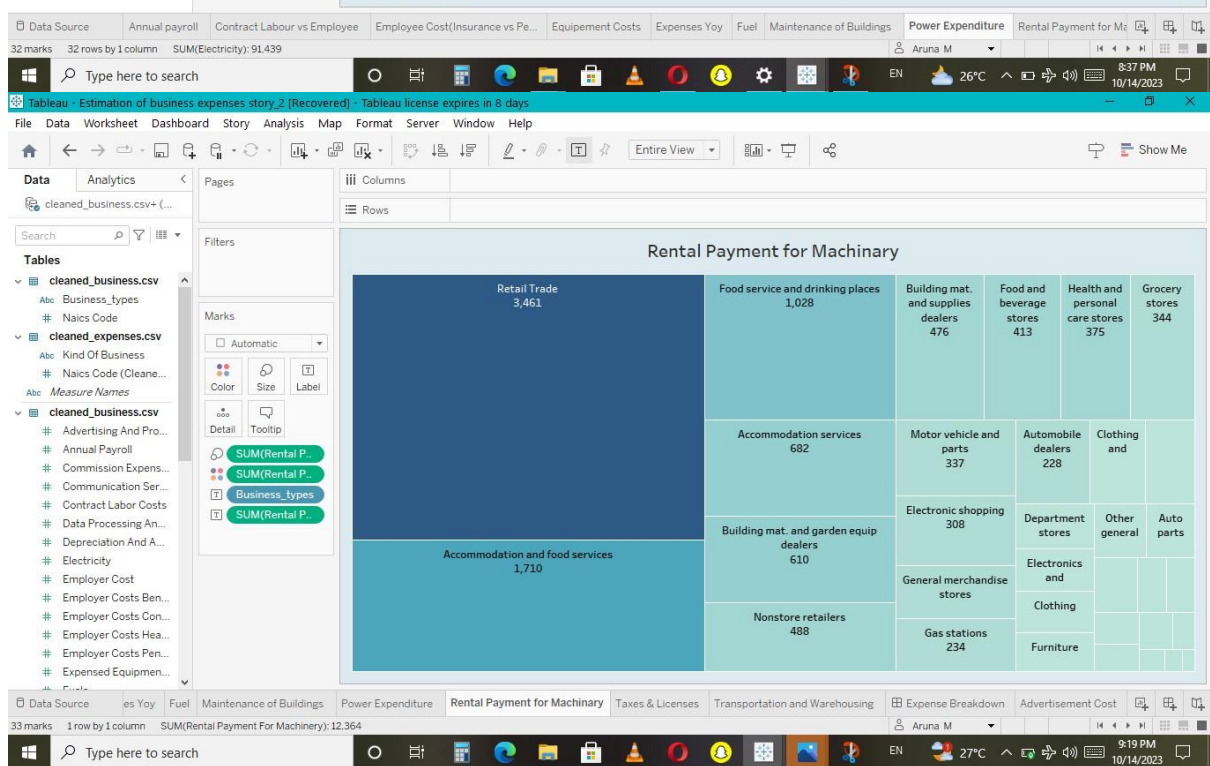 Data Source Annual payroll Contract Labour vs Employee Employee Cost(Insurance vs Pe... Equipement Costs Expenses Yoy Fuel Maintenance of Buildings Power Expenditure Rental Payment for Ma
32 marks 32 rows by 1 column SUM(Electricity): 91,439 Aruna M
Type here to search EN 26°C 8:37 PM
10/14/2023
Tableau - Estimation of business expenses story_2 [Recovered] - Tableau license expires in 8 days
File Data Worksheet Dashboard Story Analysis Map Format Server Window Help
Entire View Show Me
Data Analytics
cleaned_business.csv+ (...
Search
Tables
cleaned_business.csv
Abc Business_types
# Naics Code
cleaned_expenses.csv
Abc Kind Of Business
# Naics Code (Cleane...
Abc Measure Names
cleaned_business.csv
# Advertising And Pro...
# Annual Payroll
# Commission Expens...
# Communication Ser...
# Contract Labor Costs
# Data Processing An...
# Depreciation And A...
# Electricity
# Employer Cost
# Employer Costs Ben...
# Employer Costs Con...
# Employer Costs Hea...
# Employer Costs Pen...
# Expensed Equipmen...
Pages
Filters
Marks
Automatic
Color Size Label
Detail Tooltip
SUM(Rental P..
SUM(Rental P..
Business_types
SUM(Rental P..
Columns
Rows
Rental Payment for Machinary
Retail Trade
3,461
Accommodation and food services
1,710
Food service and drinking places
1,028
Accommodation services
682
Building mat. and garden equip
dealers
610
Nonstore retailers
488
Building mat.
and supplies
dealers
476
Food and
beverage
stores
413
Health and
personal
care stores
375
Grocery
stores
344
Motor vehicle and
parts
337
Electronic shopping
308
General merchandise
stores
Gas stations
234
Automobile
dealers
228
Clothing
and
Department
stores
Electronics
and
Clothing
Furniture
Other
general
Auto
parts
Data Source es Yoy Fuel Maintenance of Buildings Power Expenditure Rental Payment for Machinary Taxes & Licenses Transportation and Warehousing Expense Breakdown Advertisement Cost
33 marks 1 row by 1 column SUM(Rental Payment For Machinery): 12,364 Aruna M
Type here to search EN 27°C 9:19 PM
10/14/2023